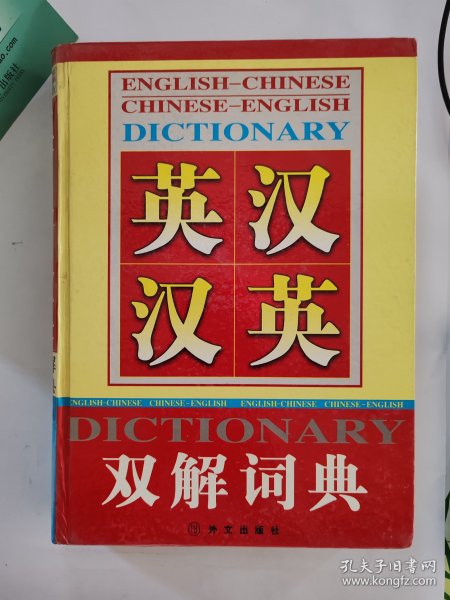 ENGLISH-CHINESE
CHINESE-ENGLISH
DICTIONARY
英汉
汉英
ENGLISH-CHINESE CHINESE-ENGLISH ENGLISH-CHINESE CHINESE-ENGLISH
DICTIONARY
双解词典
外文出版社
孔夫子旧书网
www.kongfz.com